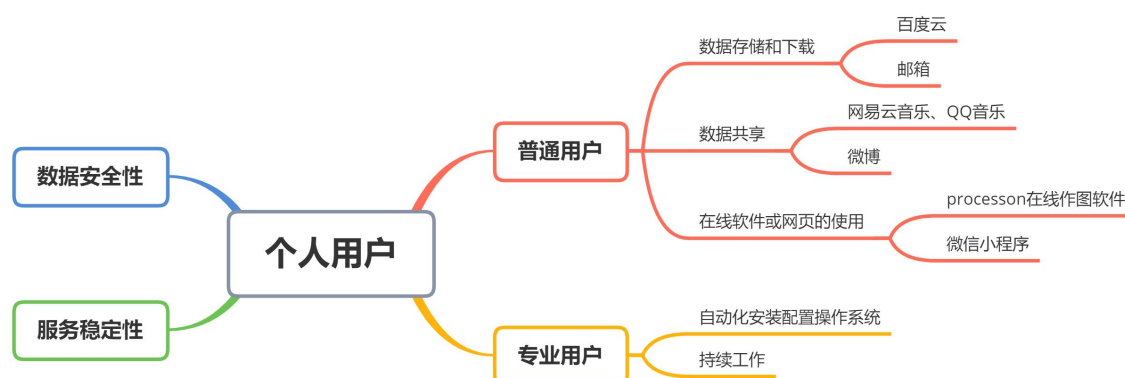 个人用户
数据安全性
服务稳定性
普通用户
数据存储和下载
百度云
邮箱
数据共享
网易云音乐、QQ音乐
微博
在线软件或网页的使用
processon在线作图软件
微信小程序
专业用户
自动化安装配置操作系统
持续工作